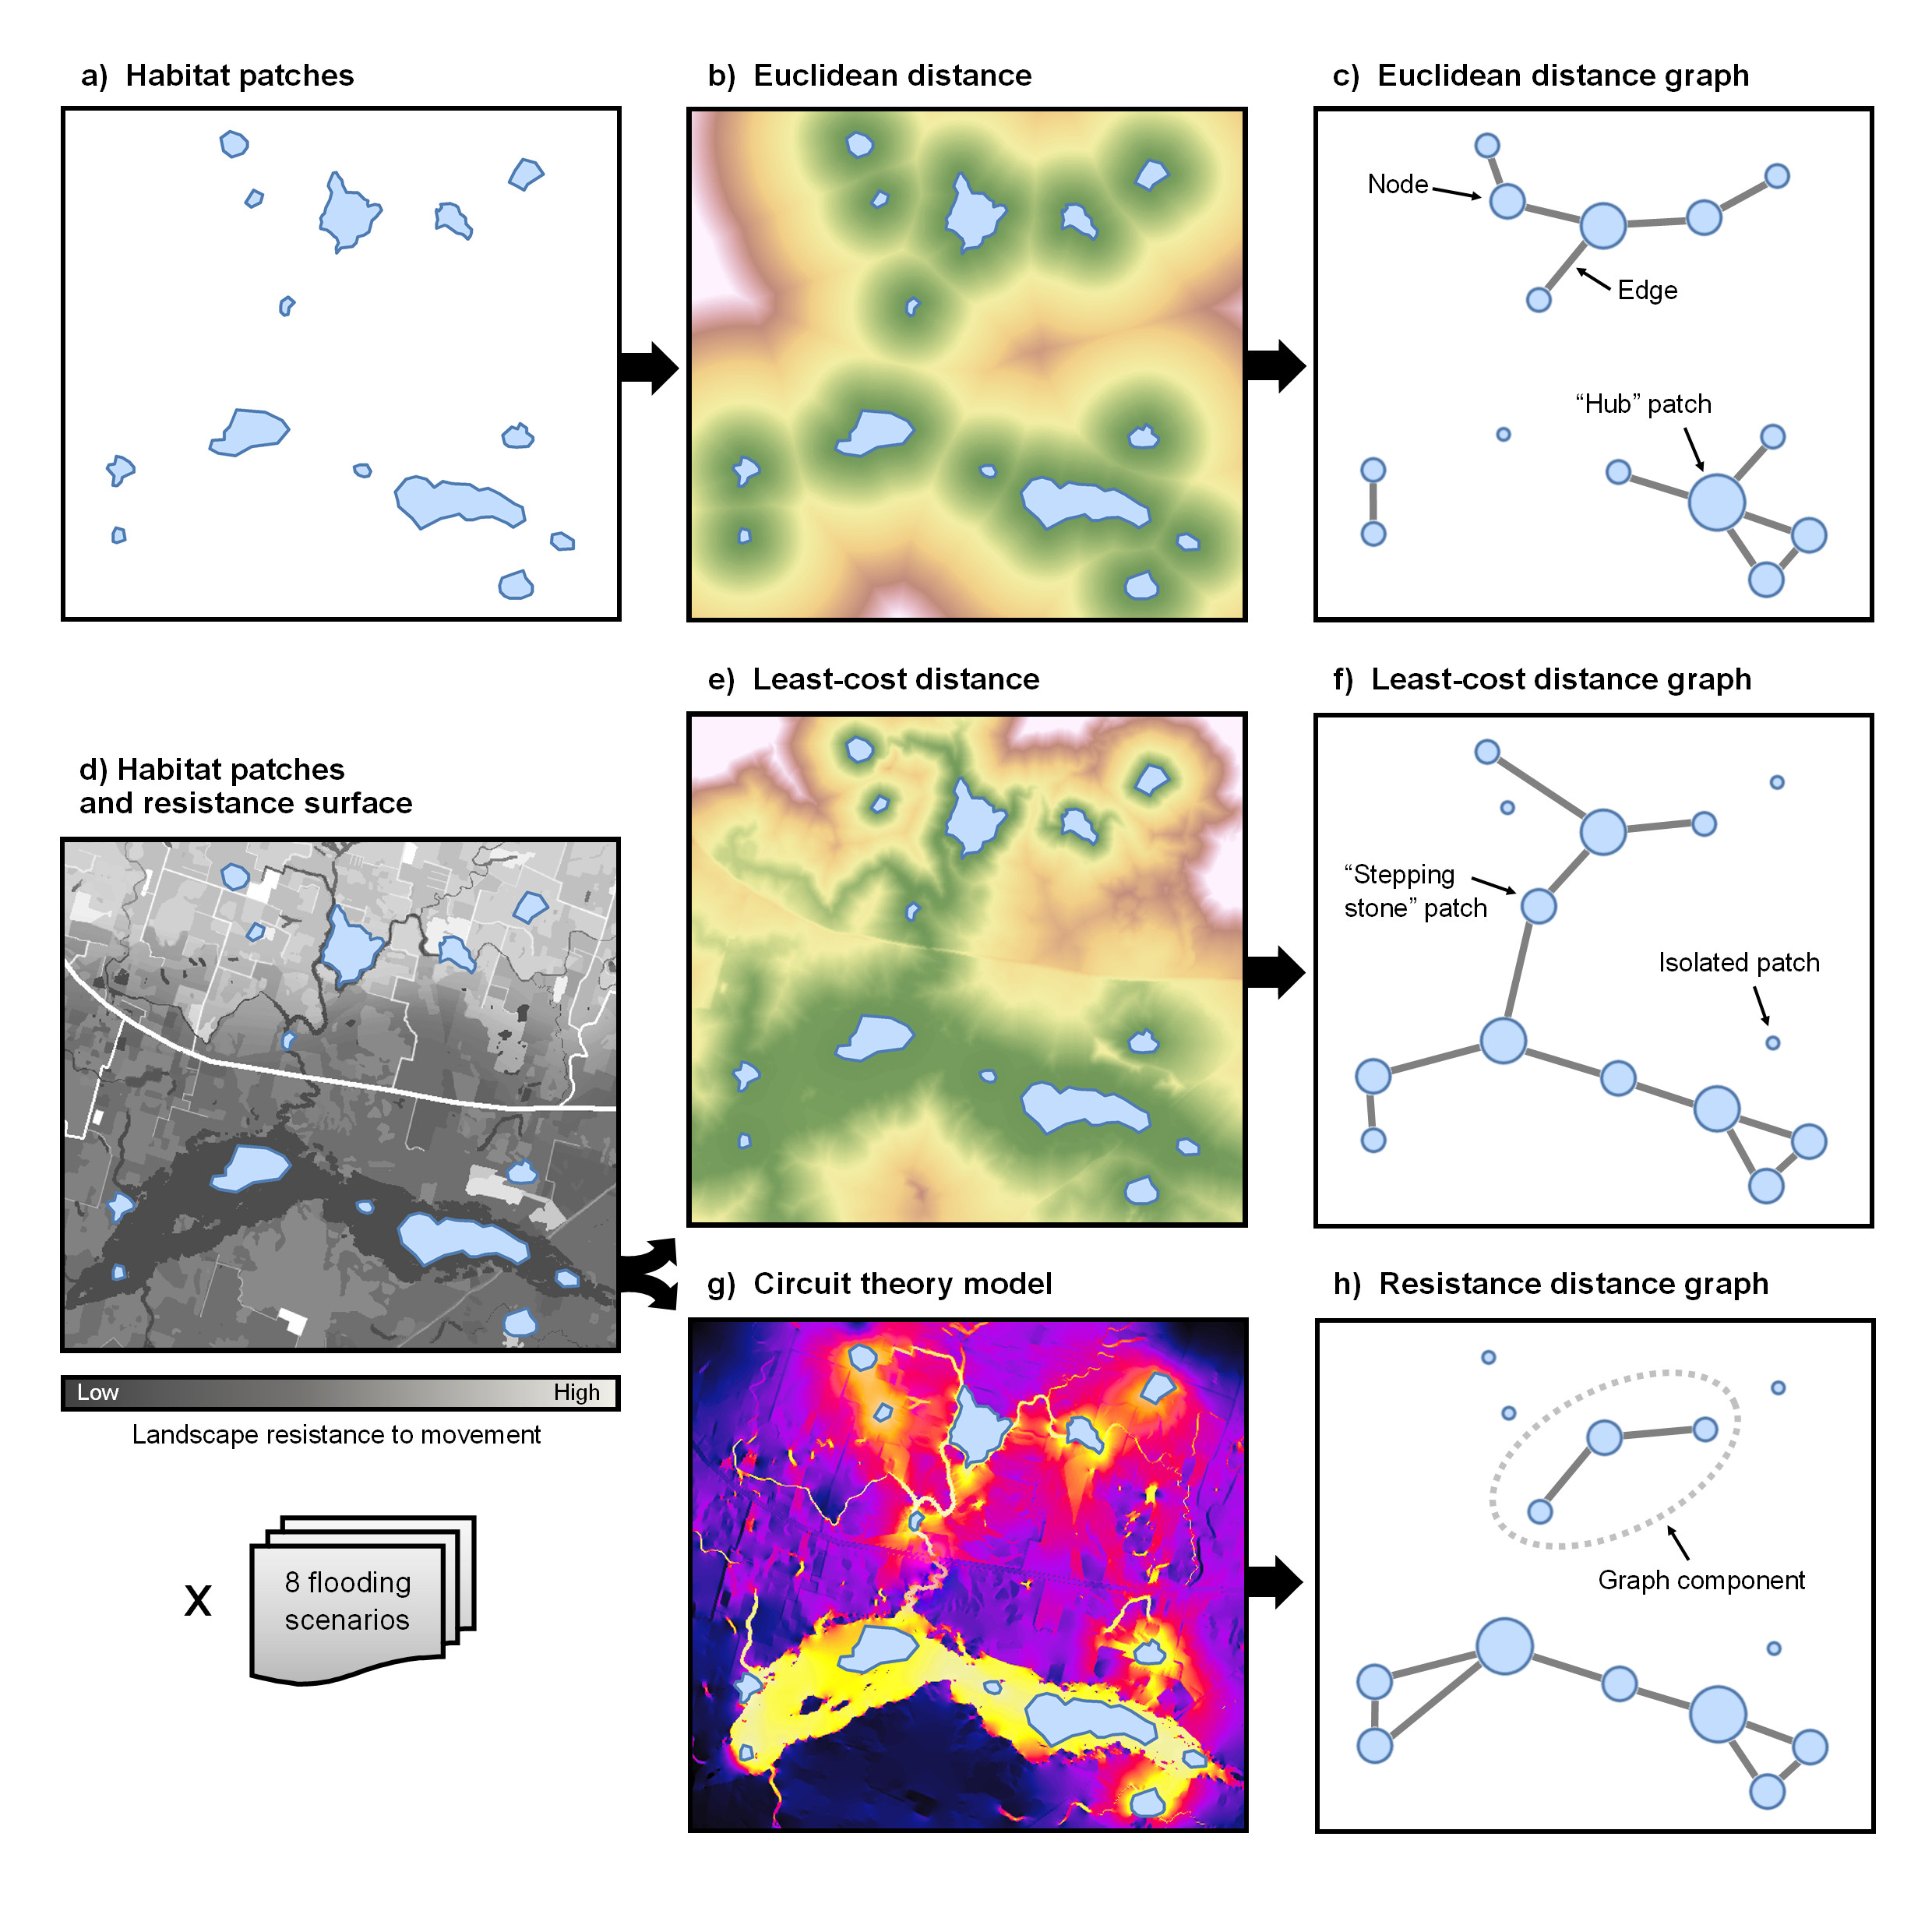 a)  Habitat patches
b)  Euclidean distance
c)  Euclidean distance graph
Node
Edge
“Hub” patch
d) Habitat patches
and resistance surface
Low
High
Landscape resistance to movement
X
8 flooding
scenarios
e)  Least-cost distance
f)  Least-cost distance graph
“Stepping
stone” patch
Isolated patch
g)  Circuit theory model
h)  Resistance distance graph
Graph component